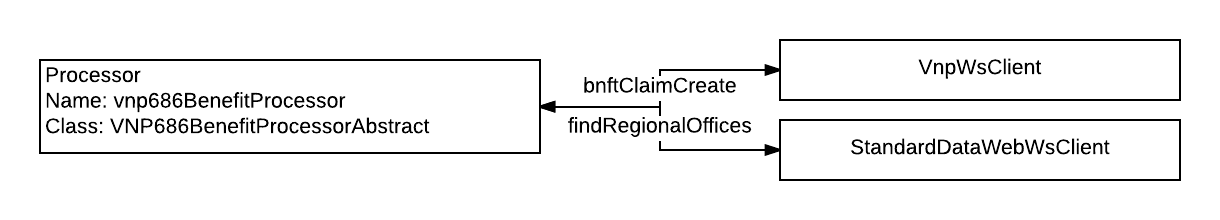 Processor
Name: vnp686BenefitProcessor
Class: VNP686BenefitProcessorAbstract
bnftClaimCreate
findRegionalOffices
VnpWsClient
StandardDataWebWsClient